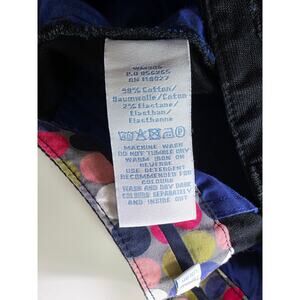 P.O 856265
98% Cotton/
Baumwolle/Coton
2% Elastane/
Elasthan/
Elasthanne
MACHINE WASH
DO NOT TUMBLE DRY
WARM IRON ON
REVERSE
USE DETERGENT
RECOMMENDED FOR
COLOURS
WASH AND DRY DARK
COLOURS SEPARATELY
AND INSIDE OUT